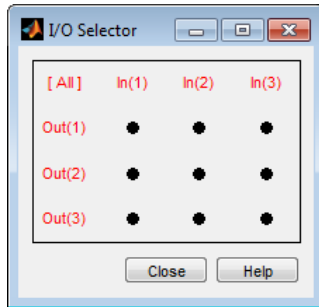 I/O Selector
[ All ] In(1) In(2) In(3)
Out(1)
Out(2)
Out(3)
Close Help